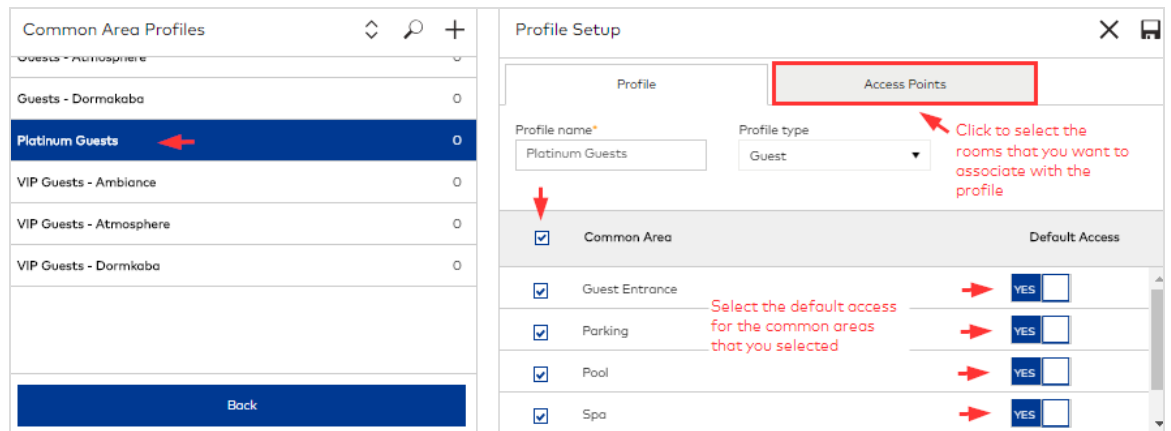 Common Area Profiles
Guests - Atmosphere 0
Guests - Dormakaba 0
Platinum Guests 0
VIP Guests - Ambiance 0
VIP Guests - Atmosphere 0
VIP Guests - Dormkaba 0
Back
Profile Setup
Profile
Access Points
Profile name*
Platinum Guests
Profile type
Guest
Click to select the
rooms that you want to
associate with the
profile
Common Area Default Access
Guest Entrance YES
Parking YES
Pool YES
Spa YES
Select the default access
for the common areas
that you selected